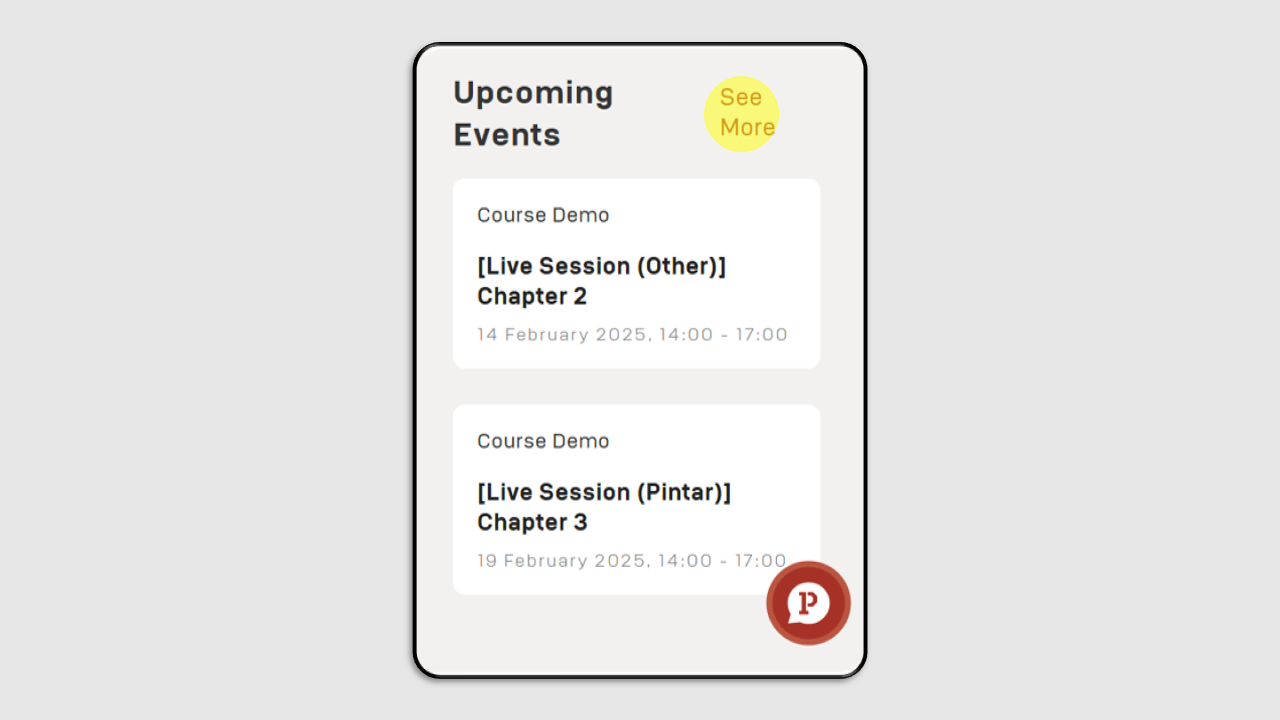 Upcoming
Events
See
More
Course Demo
[Live Session (Other)]
Chapter 2
14 February 2025, 14:00 - 17:00
Course Demo
[Live Session (Pintar)]
Chapter 3
19 February 2025, 14:00 - 17:00
P